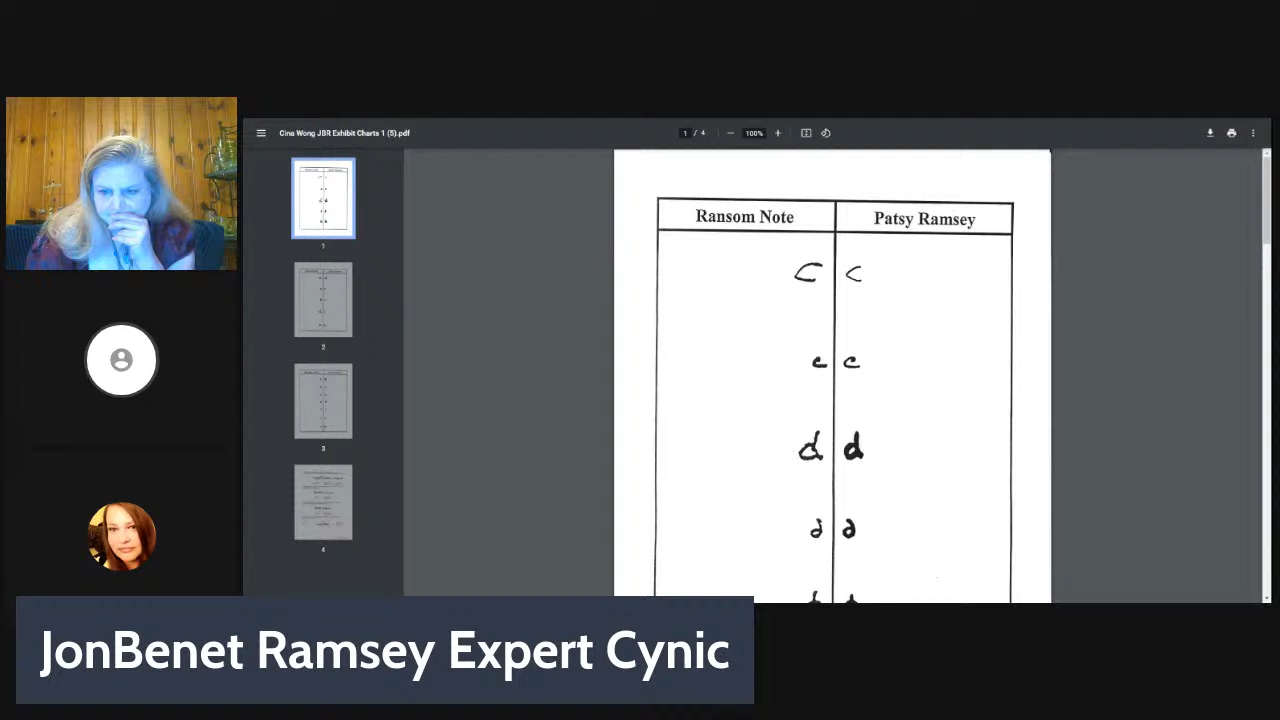 Cina Wong JBR Exhibit Charts 1 (5).pdf
1 / 4
100%
Ransom Note
Patsy Ramsey
C c
c c
d d
d d
1
2
3
4
JonBenet Ramsey Expert Cynic